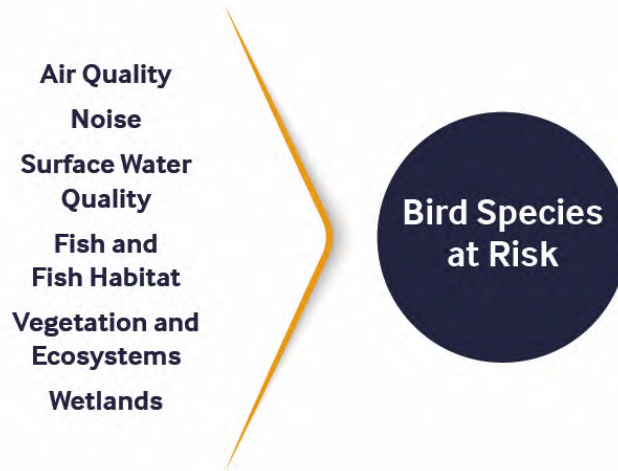 Air Quality
Noise
Surface Water
Quality
Fish and
Fish Habitat
Vegetation and
Ecosystems
Wetlands
Bird Species
at Risk